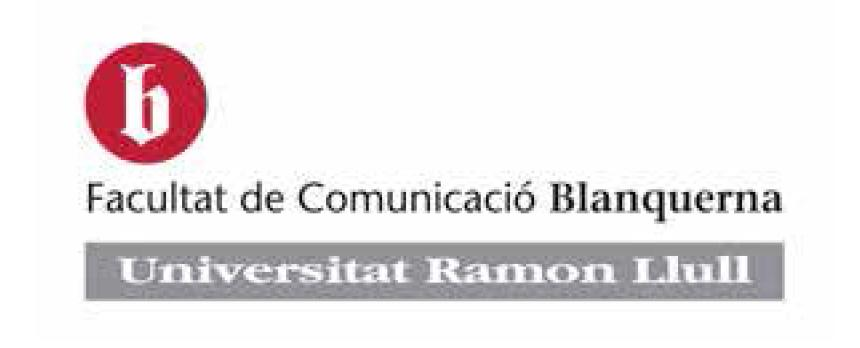 b
Facultat de Comunicació Blanquerna
Universitat Ramon Llull